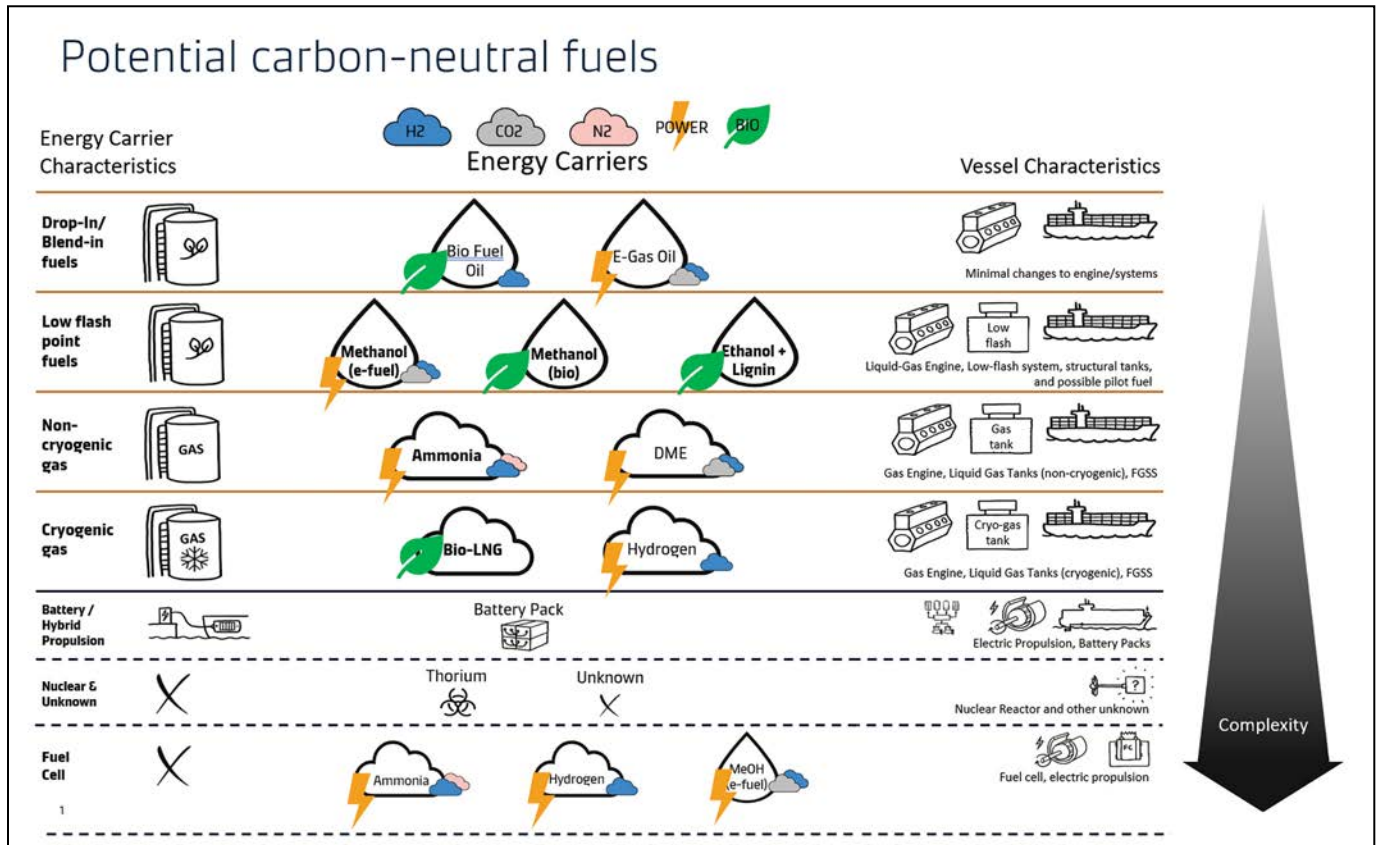 Potential carbon-neutral fuels
Energy Carrier
Characteristics
H2
CO2
N2
POWER
BIO
Energy Carriers
Vessel Characteristics
Drop-In/
Blend-in
fuels
Bio Fuel
Oil
E-Gas Oil
Minimal changes to engine/systems
Low flash
point
fuels
Methanol
(e-fuel)
Methanol
(bio)
Ethanol +
Lignin
Low
flash
Liquid-Gas Engine, Low-flash system, structural tanks,
and possible pilot fuel
Non-
cryogenic
gas
GAS
Ammonia
DME
Gas
tank
Gas Engine, Liquid Gas Tanks (non-cryogenic), FGSS
Cryogenic
gas
GAS
Bio-LNG
Hydrogen
Cryo-gas
tank
Gas Engine, Liquid Gas Tanks (cryogenic), FGSS
Battery /
Hybrid
Propulsion
Battery Pack
Electric Propulsion, Battery Packs
Nuclear &
Unknown
Thorium
Unknown
?
Nuclear Reactor and other unknown
Fuel
Cell
Ammonia
Hydrogen
MeOH
(e-fuel)
FC
Fuel cell, electric propulsion
Complexity
1